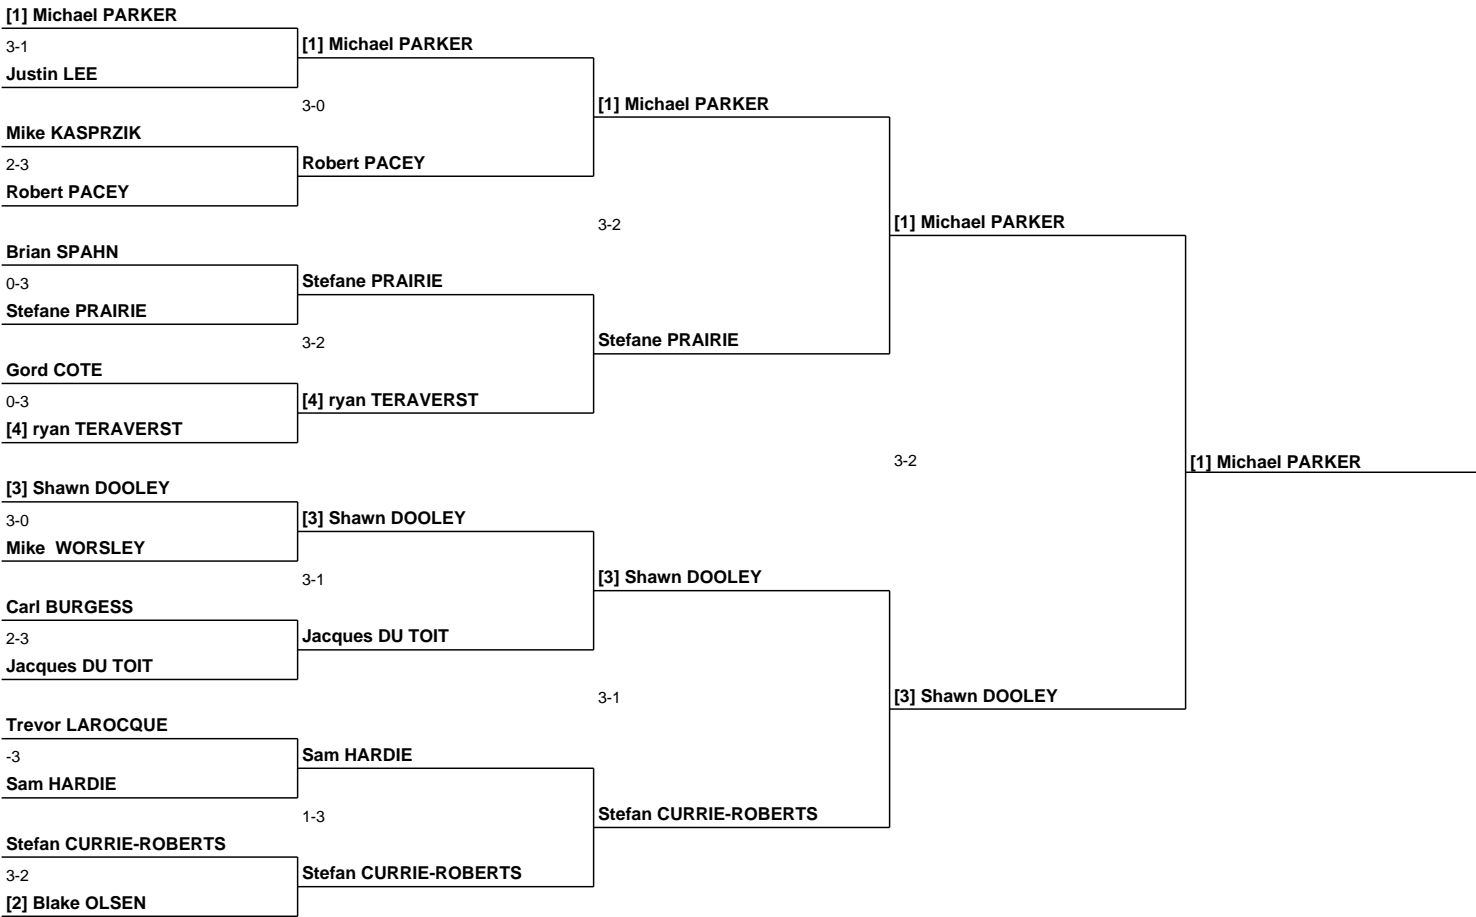 [1] Michael PARKER
3-1
Justin LEE
Mike KASPRZIK
2-3
Robert PACEY
Brian SPAHN
0-3
Stefane PRAIRIE
Gord COTE
0-3
[4] ryan TERAVERST
[3] Shawn DOOLEY
3-0
Mike  WORSLEY
Carl BURGESS
2-3
Jacques DU TOIT
Trevor LAROCQUE
-3
Sam HARDIE
Stefan CURRIE-ROBERTS
3-2
[2] Blake OLSEN
[1] Michael PARKER
3-0
Robert PACEY
Stefane PRAIRIE
3-2
[4] ryan TERAVERST
[3] Shawn DOOLEY
3-1
Jacques DU TOIT
Sam HARDIE
1-3
Stefan CURRIE-ROBERTS
[1] Michael PARKER
3-2
Stefane PRAIRIE
[3] Shawn DOOLEY
3-1
Stefan CURRIE-ROBERTS
[1] Michael PARKER
3-2
[3] Shawn DOOLEY
[1] Michael PARKER